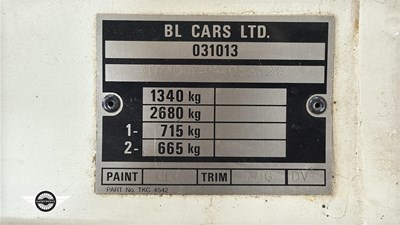 BL CARS LTD.
031013
1340 kg
2680 kg
1- 715 kg
2- 665 kg
PAINT TRIM
PART No. TKC 4542